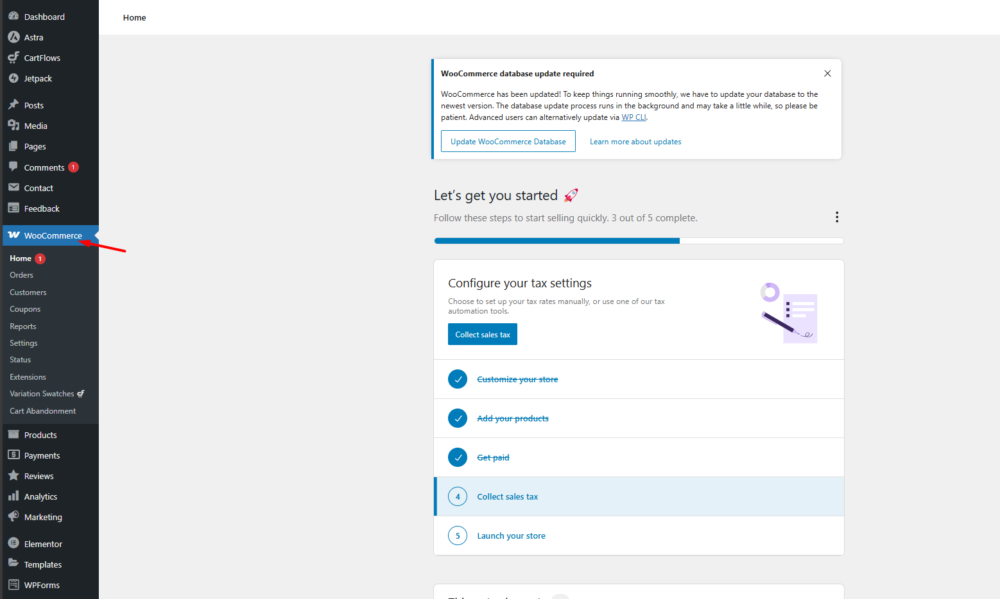 Dashboard
Astra
CartFlows
Jetpack
Posts
Media
Pages
Comments 1
Contact
Feedback
WooCommerce
Home 1
Orders
Customers
Coupons
Reports
Settings
Status
Extensions
Variation Swatches
Cart Abandonment
Products
Payments
Reviews
Analytics
Marketing
Elementor
Templates
WPForms
Home
WooCommerce database update required
WooCommerce has been updated! To keep things running smoothly, we have to update your database to the
newest version. The database update process runs in the background and may take a little while, so please be
patient. Advanced users can alternatively update via WP CLI.
Update WooCommerce Database
Learn more about updates
Let’s get you started 🚀
Follow these steps to start selling quickly. 3 out of 5 complete.
Configure your tax settings
Choose to set up your tax rates manually, or use one of our tax
automation tools.
Collect sales tax
Customize your store
Add your products
Get paid
4 Collect sales tax
5 Launch your store